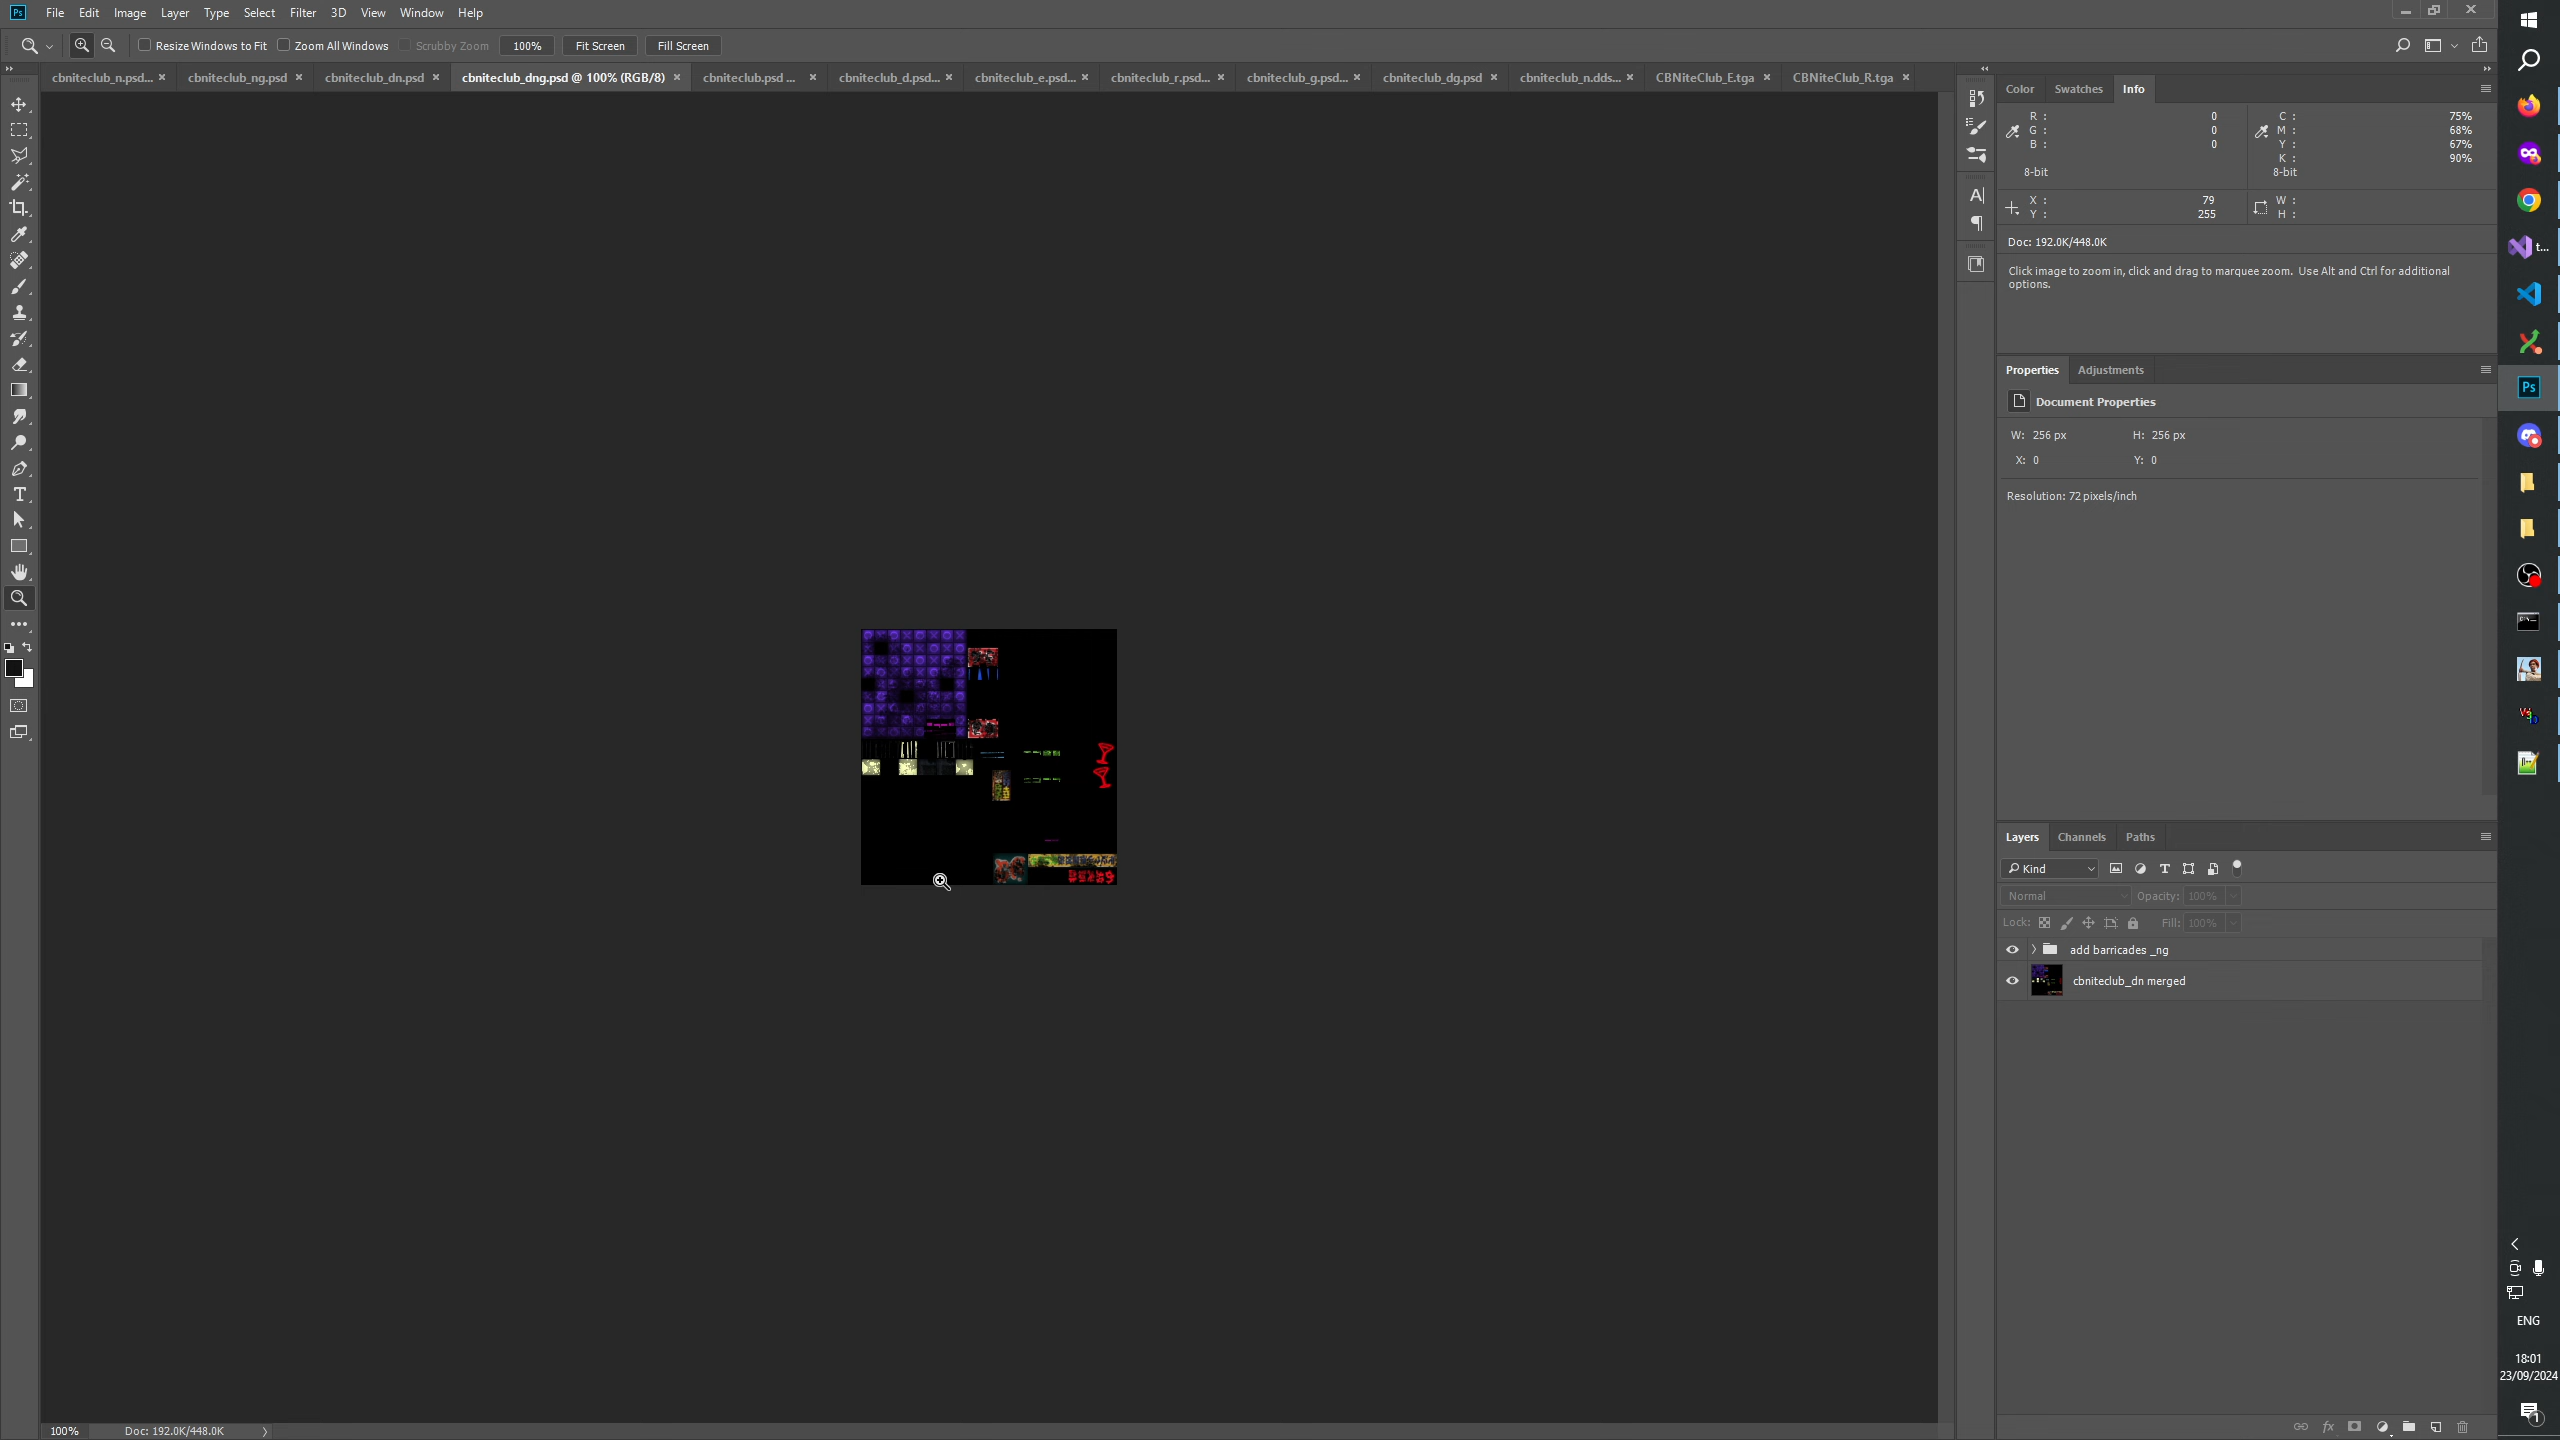 Ps File Edit Image Layer Type Select Filter 3D View Window Help
Resize Windows to Fit Zoom All Windows Scrubby Zoom 100% Fit Screen Fill Screen
cbniteclub_n.psd... cbniteclub_ng.psd cbniteclub_dn.psd cbniteclub_dng.psd @ 100% (RGB/8) cbniteclub.psd ... cbniteclub_d.psd... cbniteclub_e.psd... cbniteclub_r.psd... cbniteclub_g.psd... cbniteclub_dg.psd cbniteclub_n.dds... CBNiteClub_E.tga CBNiteClub_R.tga
Color Swatches Info
R : 0 C : 75%
G : 0 M : 68%
B : 0 Y : 67%
K : 90%
8-bit 8-bit
X : 79 W :
Y : 255 H :
Doc: 192.0K/448.0K
Click image to zoom in, click and drag to marquee zoom. Use Alt and Ctrl for additional
options.
Properties Adjustments
Document Properties
W: 256 px H: 256 px
X: 0 Y: 0
Resolution: 72 pixels/inch
Layers Channels Paths
Kind
Normal Opacity: 100%
Lock: Fill: 100%
add barricades _ng
cbniteclub_dn merged
100% Doc: 192.0K/448.0K
t...
Ps
ENG
18:01
23/09/2024
1